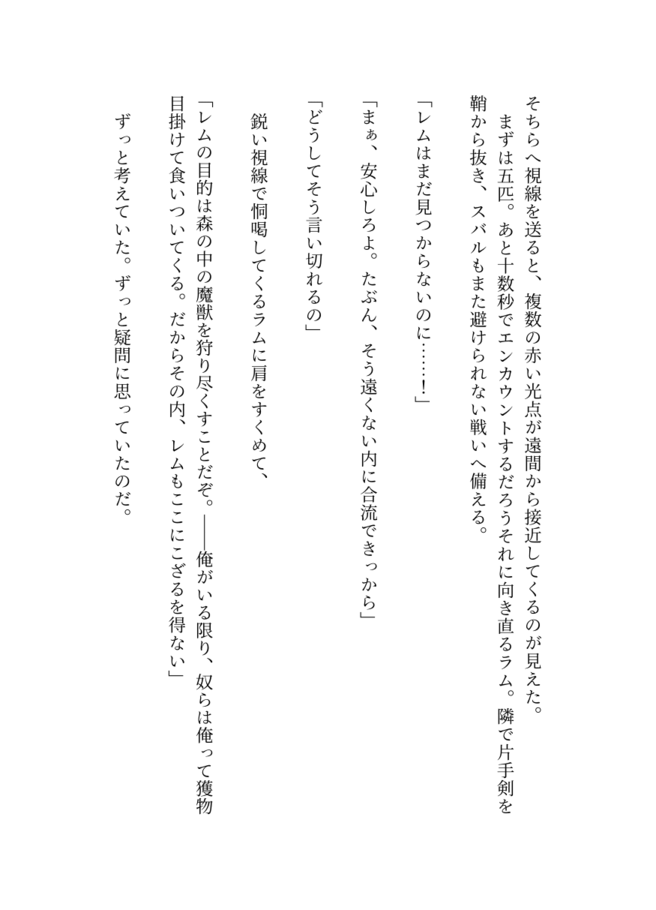 そちらへ視線を送ると、複数の赤い光点が遠間から接近してくるのが見えた。
まずは五匹。あと十数秒でエンカウントするだろうそれに向き直るラム。隣で片手剣を
鞘から抜き、スバルもまた避けられない戦いへ備える。
「レムはまだ見つからないのに……！」
「まぁ、安心しろよ。たぶん、そう遠くない内に合流できっから」
「どうしてそう言い切れるの」
鋭い視線で恫喝してくるラムに肩をすくめて、
「レムの目的は森の中の魔獣を狩り尽くすことだぞ。――俺がいる限り、奴らは俺って獲物
目掛けて食いついてくる。だからその内、レムもここにこざるを得ない」
ずっと考えていた。ずっと疑問に思っていたのだ。